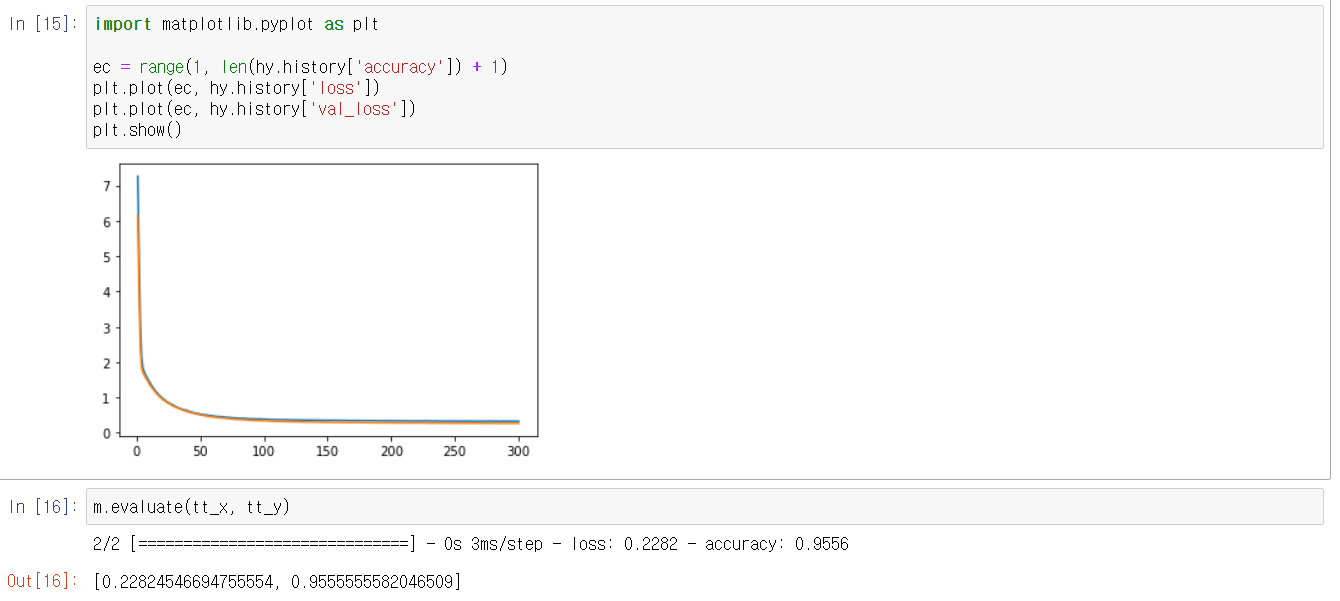 In [15]: import matplotlib.pyplot as plt
ec = range(1, len(hy.history['accuracy']) + 1)
plt.plot(ec, hy.history['loss'])
plt.plot(ec, hy.history['val_loss'])
plt.show()
7
6
5
4
3
2
1
0
0 50 100 150 200 250 300
In [16]: m.evaluate(tt_x, tt_y)
2/2 [==============================] - 0s 3ms/step - loss: 0.2282 - accuracy: 0.9556
Out[16]: [0.22824546694755554, 0.9555555582046509]